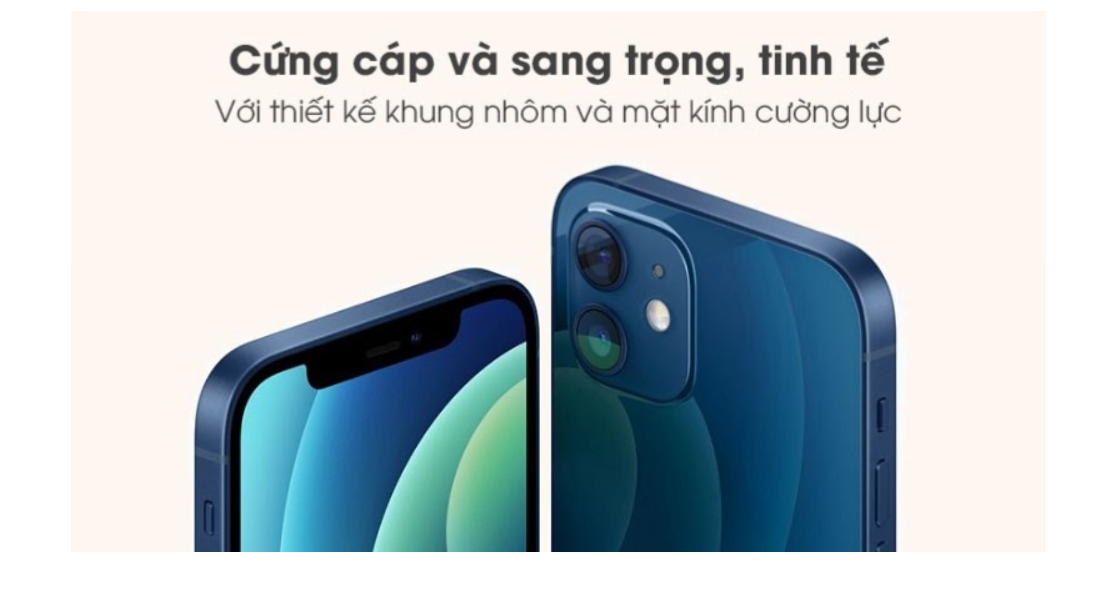 Cứng cáp và sang trọng, tinh tế
Với thiết kế khung nhôm và mặt kính cường lực